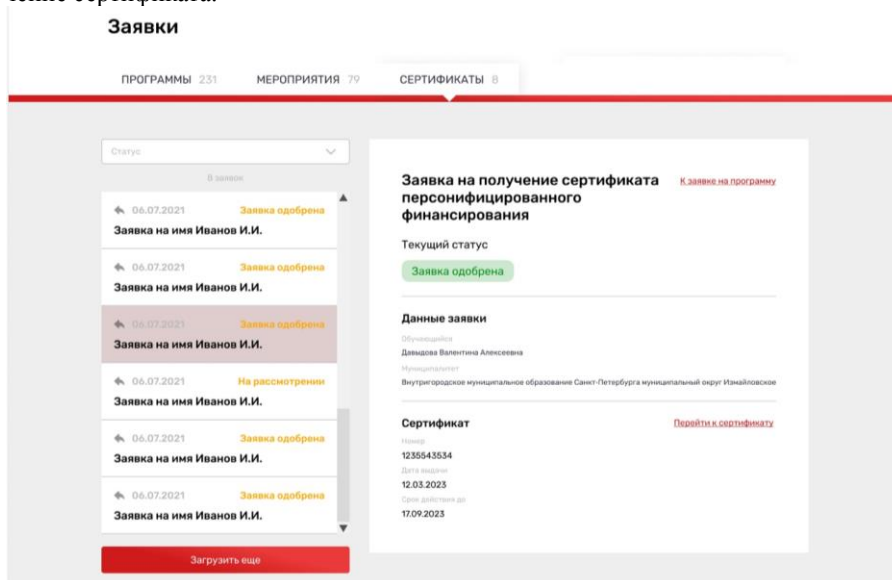 Заявки
ПРОГРАММЫ 231 МЕРОПРИЯТИЯ 79 СЕРТИФИКАТЫ 8
Статус
8 заявок
06.07.2021 Заявка одобрена
Заявка на имя Иванов И.И.
06.07.2021 Заявка одобрена
Заявка на имя Иванов И.И.
06.07.2021 Заявка одобрена
Заявка на имя Иванов И.И.
06.07.2021 На рассмотрении
Заявка на имя Иванов И.И.
06.07.2021 Заявка одобрена
Заявка на имя Иванов И.И.
06.07.2021 Заявка одобрена
Заявка на имя Иванов И.И.
Загрузить еще
Заявка на получение сертификата К заявке на программу
персонифицированного
финансирования
Текущий статус
Заявка одобрена
Данные заявки
Обучающийся
Давыдова Валентина Алексеевна
Муниципалитет
Внутригородское муниципальное образование Санкт-Петербурга муниципальный округ Измайловское
Сертификат Перейти к сертификату
Номер
1235543534
Дата выдачи
12.03.2023
Срок действия до
17.09.2023